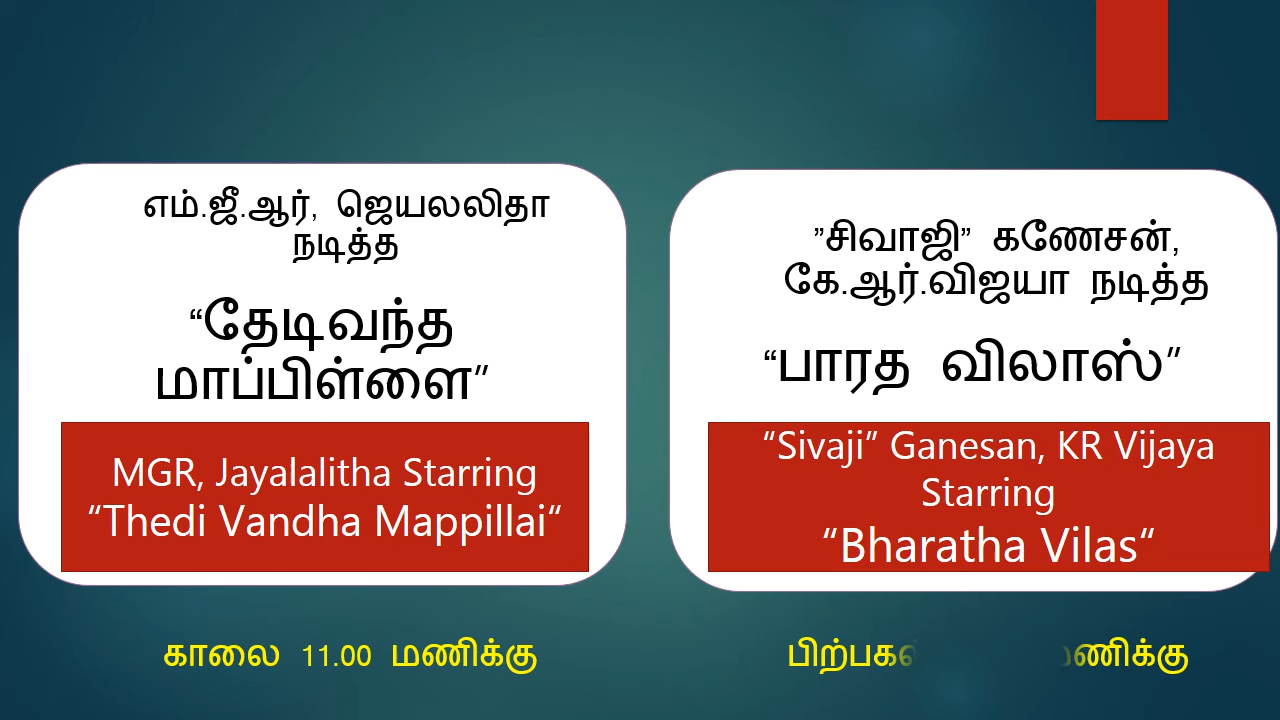 எம்.ஜீ.ஆர், ஜெயலலிதா
நடித்த
“தேடிவந்த
மாப்பிள்ளை”
MGR, Jayalalitha Starring
“Thedi Vandha Mappillai“
காலை 11.00 மணிக்கு
”சிவாஜி” கணேசன்,
கே.ஆர்.விஜயா நடித்த
“பாரத விலாஸ்”
“Sivaji” Ganesan, KR Vijaya
Starring
“Bharatha Vilas“
மணிக்கு